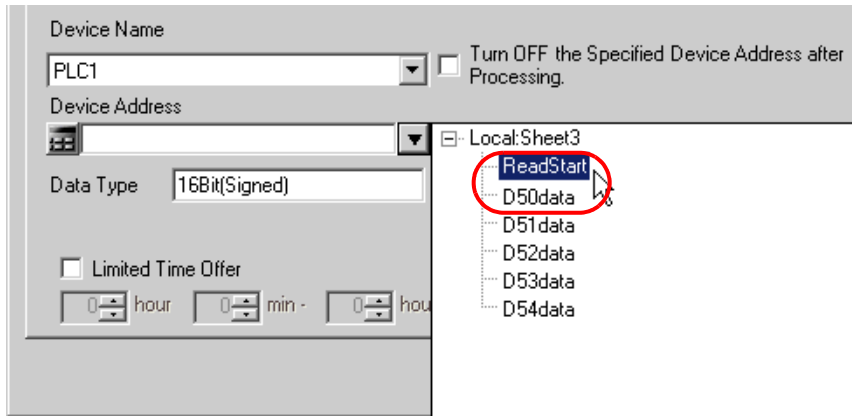 Device Name
PLC1
Turn OFF the Specified Device Address after
Processing.
Device Address
Local:Sheet3
ReadStart
Data Type 16Bit(Signed)
D50data
D51data
D52data
Limited Time Offer
D53data
0 hour 0 min - 0 hou
D54data